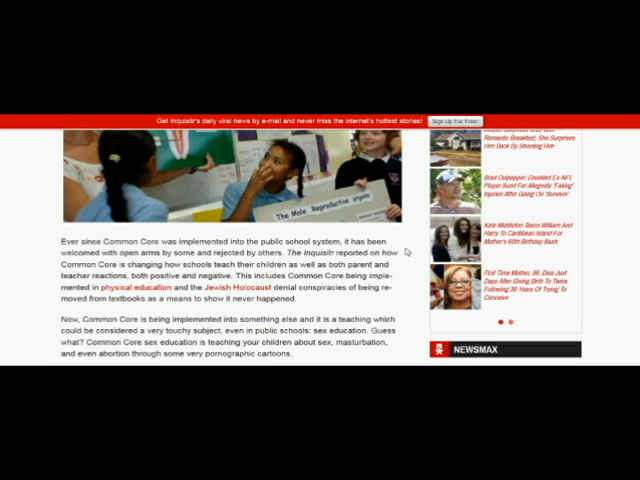 Get Inquisitr's daily viral news by e-mail and never miss the internet's hottest stories!
Sign Up For Free!
The Male Reproductive organs
Ever since Common Core was implemented into the public school system, it has been
welcomed with open arms by some and rejected by others. The Inquisitr reported on how
Common Core is changing how schools teach their children as well as both parent and
teacher reactions, both positive and negative. This includes Common Core being imple-
mented in physical education and the Jewish Holocaust denial conspiracies of being re-
moved from textbooks as a means to show it never happened.
Now, Common Core is being implemented into something else and it is a teaching which
could be considered a very touchy subject, even in public schools: sex education. Guess
what? Common Core sex education is teaching your children about sex, masturbation,
and even abortion through some very pornographic cartoons.
Romantic Breakfast, She Surprises
Him Back By Shooting Him
Brad Culpepper: Disabled Ex-NFL
Player Sued For Allegedly 'Faking'
Injuries After Going On 'Survivor'
Kate Middleton Takes William And
Harry To Caribbean Island For
Mother's 60th Birthday Bash
First Time Mother, 58, Dies Just
Days After Giving Birth To Twins
Following 30 Years Of Trying To
Conceive
NEWSMAX